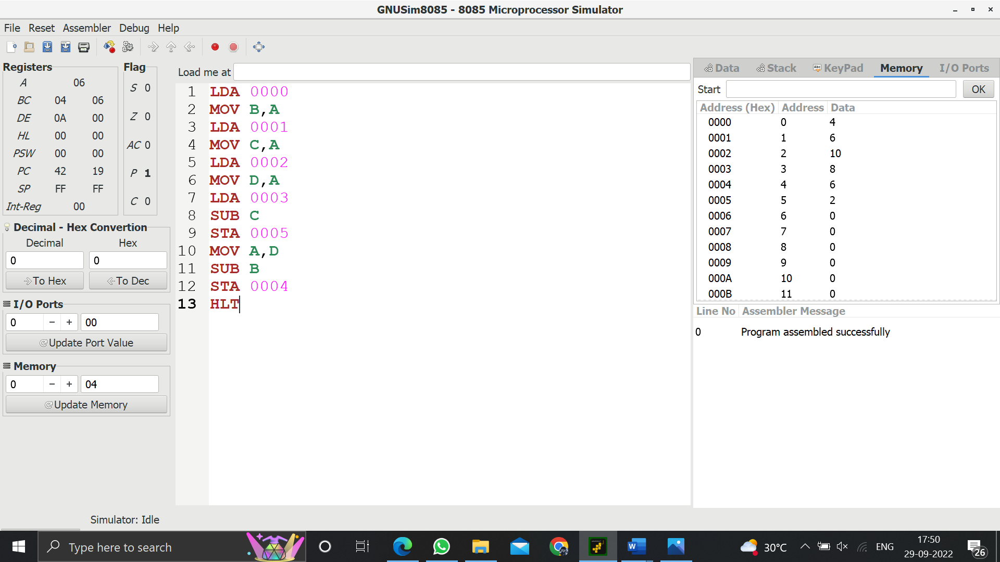 GNUSim8085 - 8085 Microprocessor Simulator
File Reset Assembler Debug Help
Registers
A 06
BC 04 06
DE 0A 00
HL 00 00
PSW 00 00
PC 42 19
SP FF FF
Int-Reg 00
Flag
S 0
Z 0
AC 0
P 1
C 0
Decimal - Hex Convertion
Decimal Hex
0 0
To Hex To Dec
I/O Ports
0 − + 00
Update Port Value
Memory
0 − + 04
Update Memory
Load me at
1 LDA 0000
2 MOV B,A
3 LDA 0001
4 MOV C,A
5 LDA 0002
6 MOV D,A
7 LDA 0003
8 SUB C
9 STA 0005
10 MOV A,D
11 SUB B
12 STA 0004
13 HLT
Data Stack Abc KeyPad Memory I/O Ports
Start OK
Address (Hex) Address Data
0000 0 4
0001 1 6
0002 2 10
0003 3 8
0004 4 6
0005 5 2
0006 6 0
0007 7 0
0008 8 0
0009 9 0
000A 10 0
000B 11 0
Line No Assembler Message
0 Program assembled successfully
Simulator: Idle
Type here to search
W
30°C
ENG
17:50
29-09-2022
26